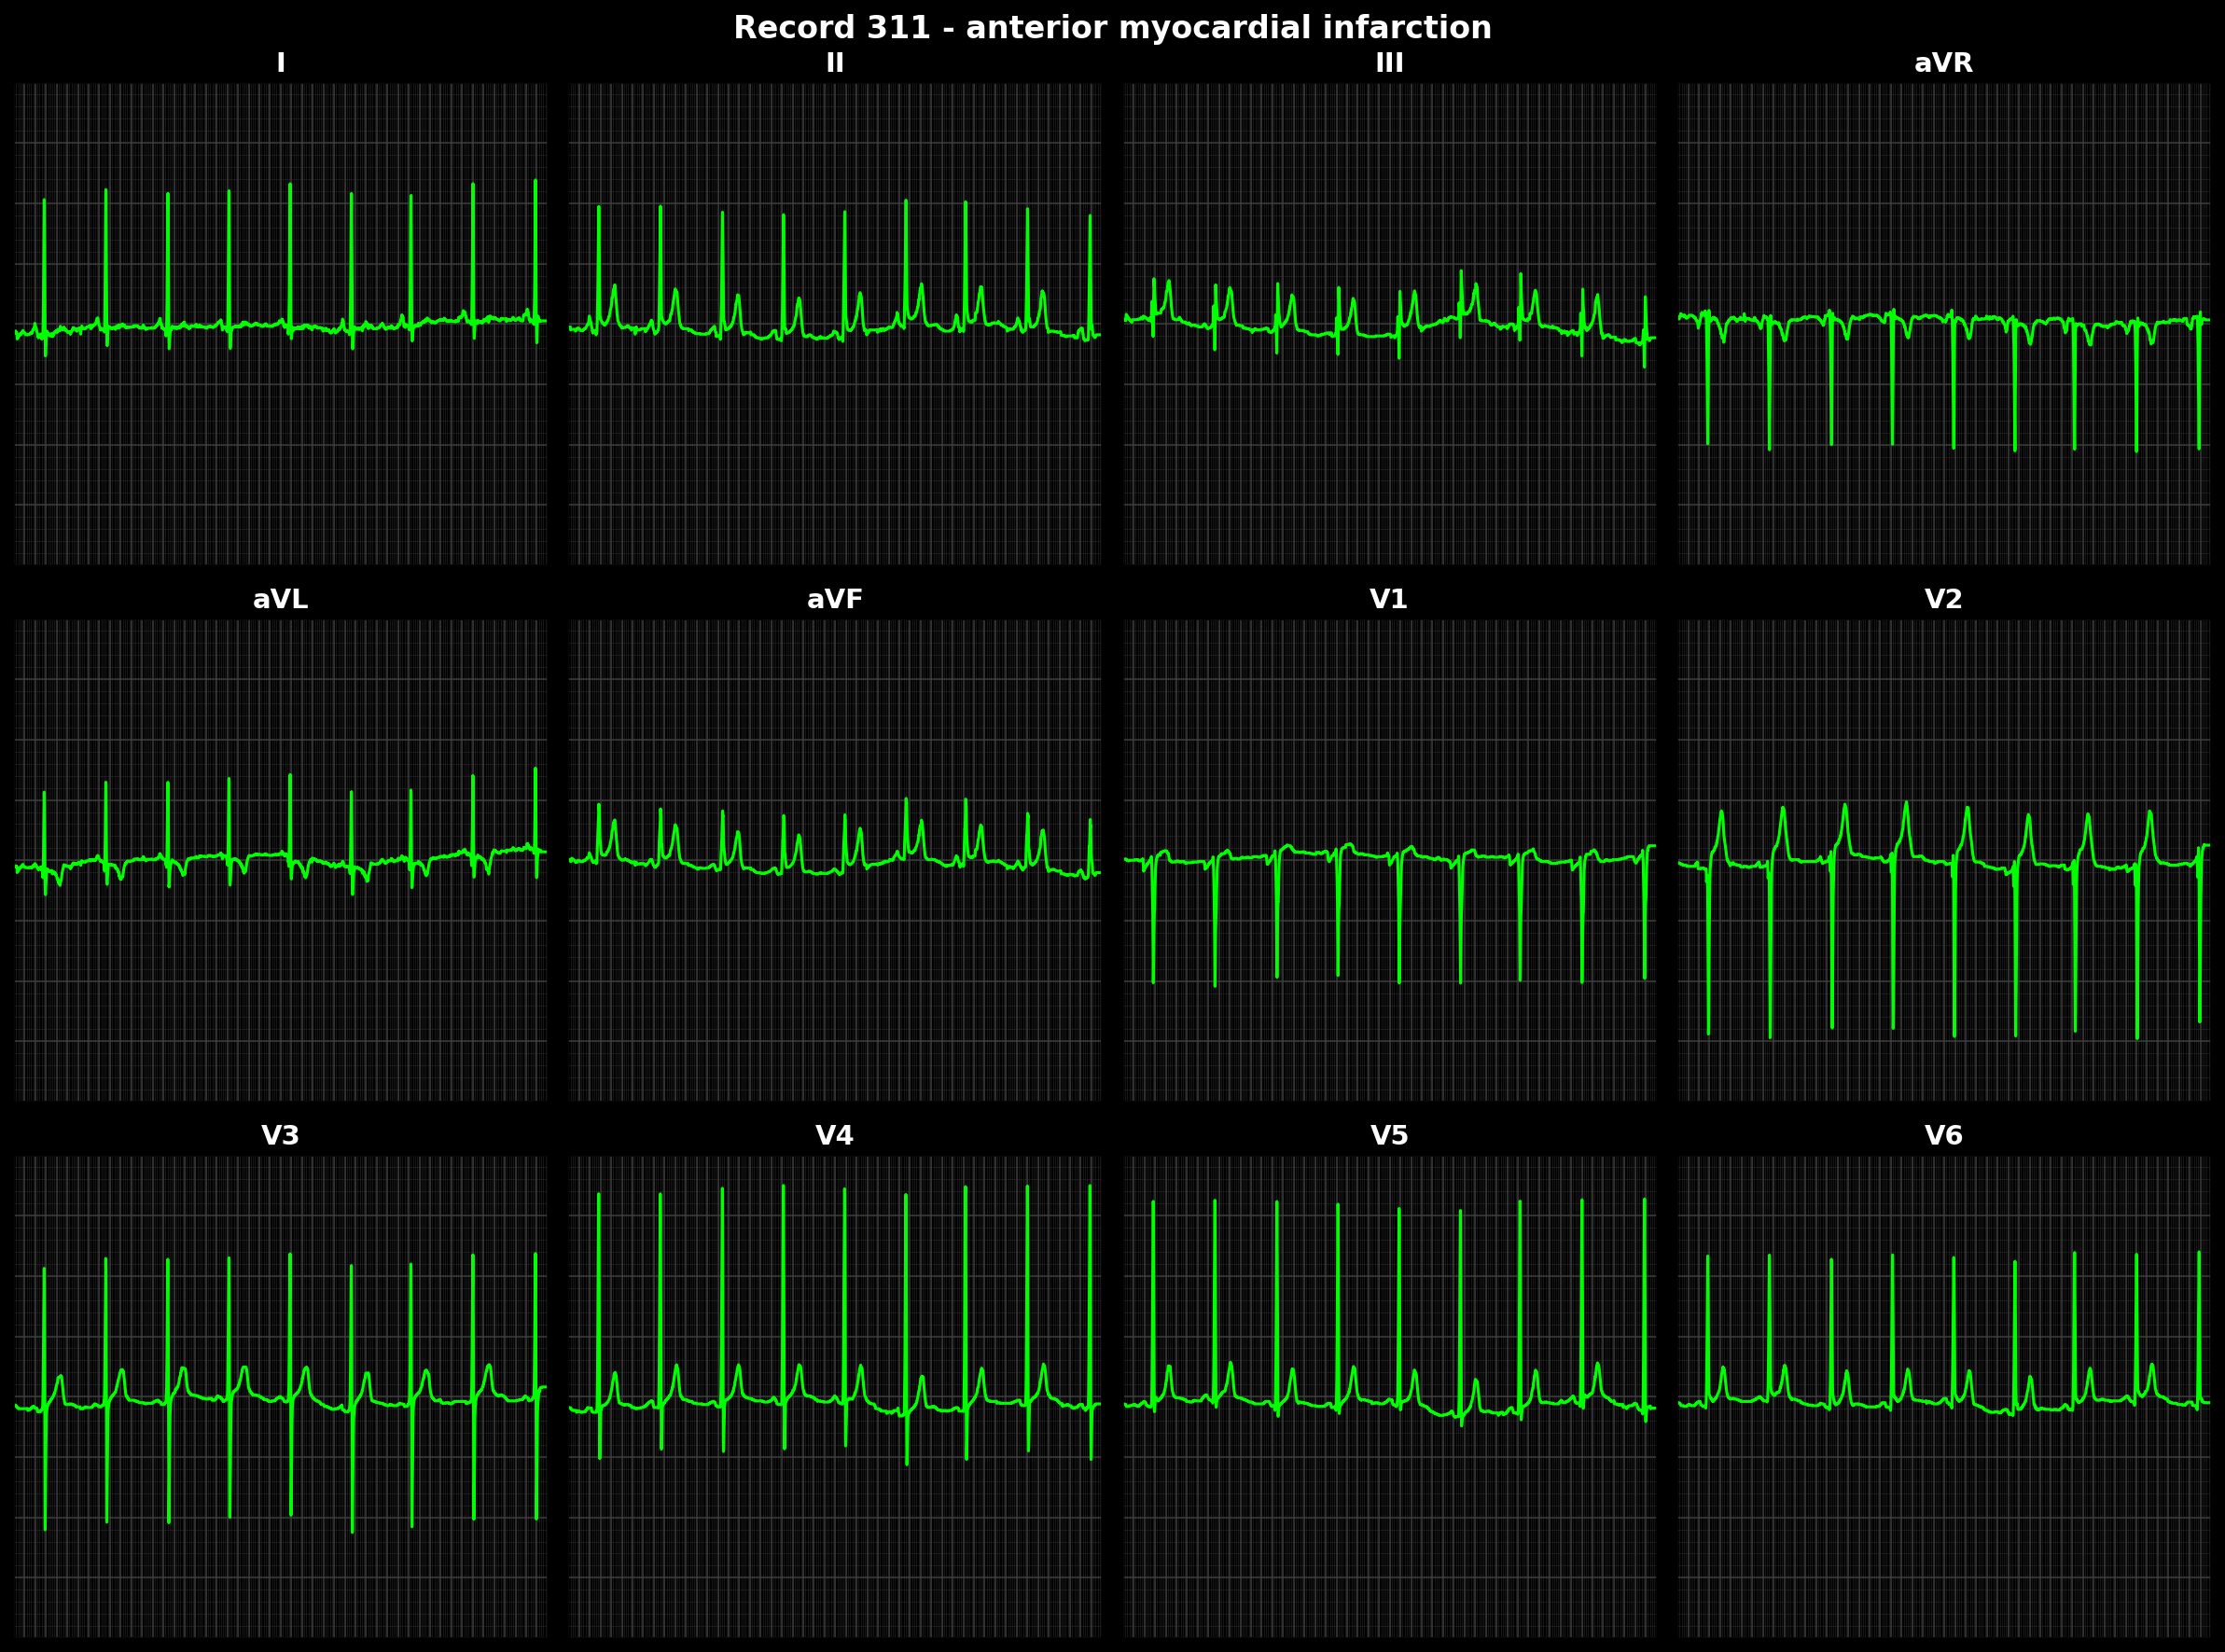 Record 311 - anterior myocardial infarction
I
II
III
aVR
aVL
aVF
V1
V2
V3
V4
V5
V6